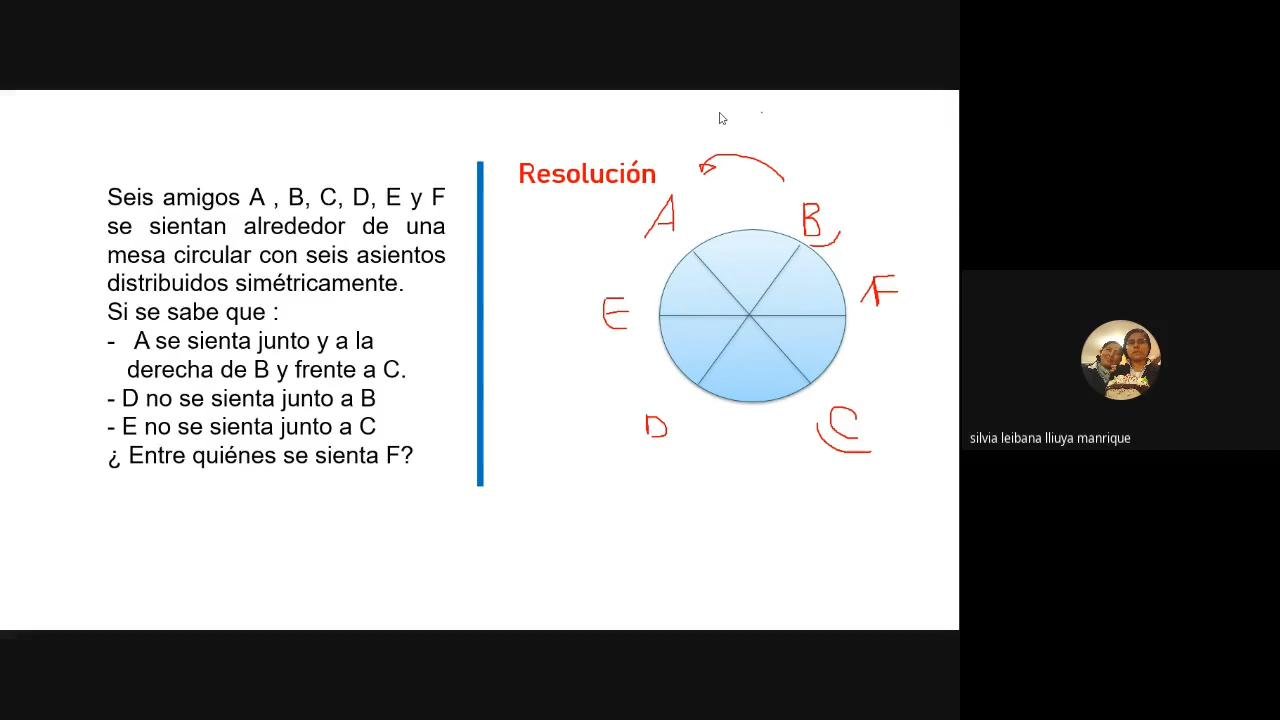 Resolución
Seis amigos A , B, C, D, E y F
se sientan alrededor de una
mesa circular con seis asientos
distribuidos simétricamente.
Si se sabe que :
- A se sienta junto y a la
derecha de B y frente a C.
- D no se sienta junto a B
- E no se sienta junto a C
¿ Entre quiénes se sienta F?
A
B
E
F
D
C
silvia leibana lliuya manrique